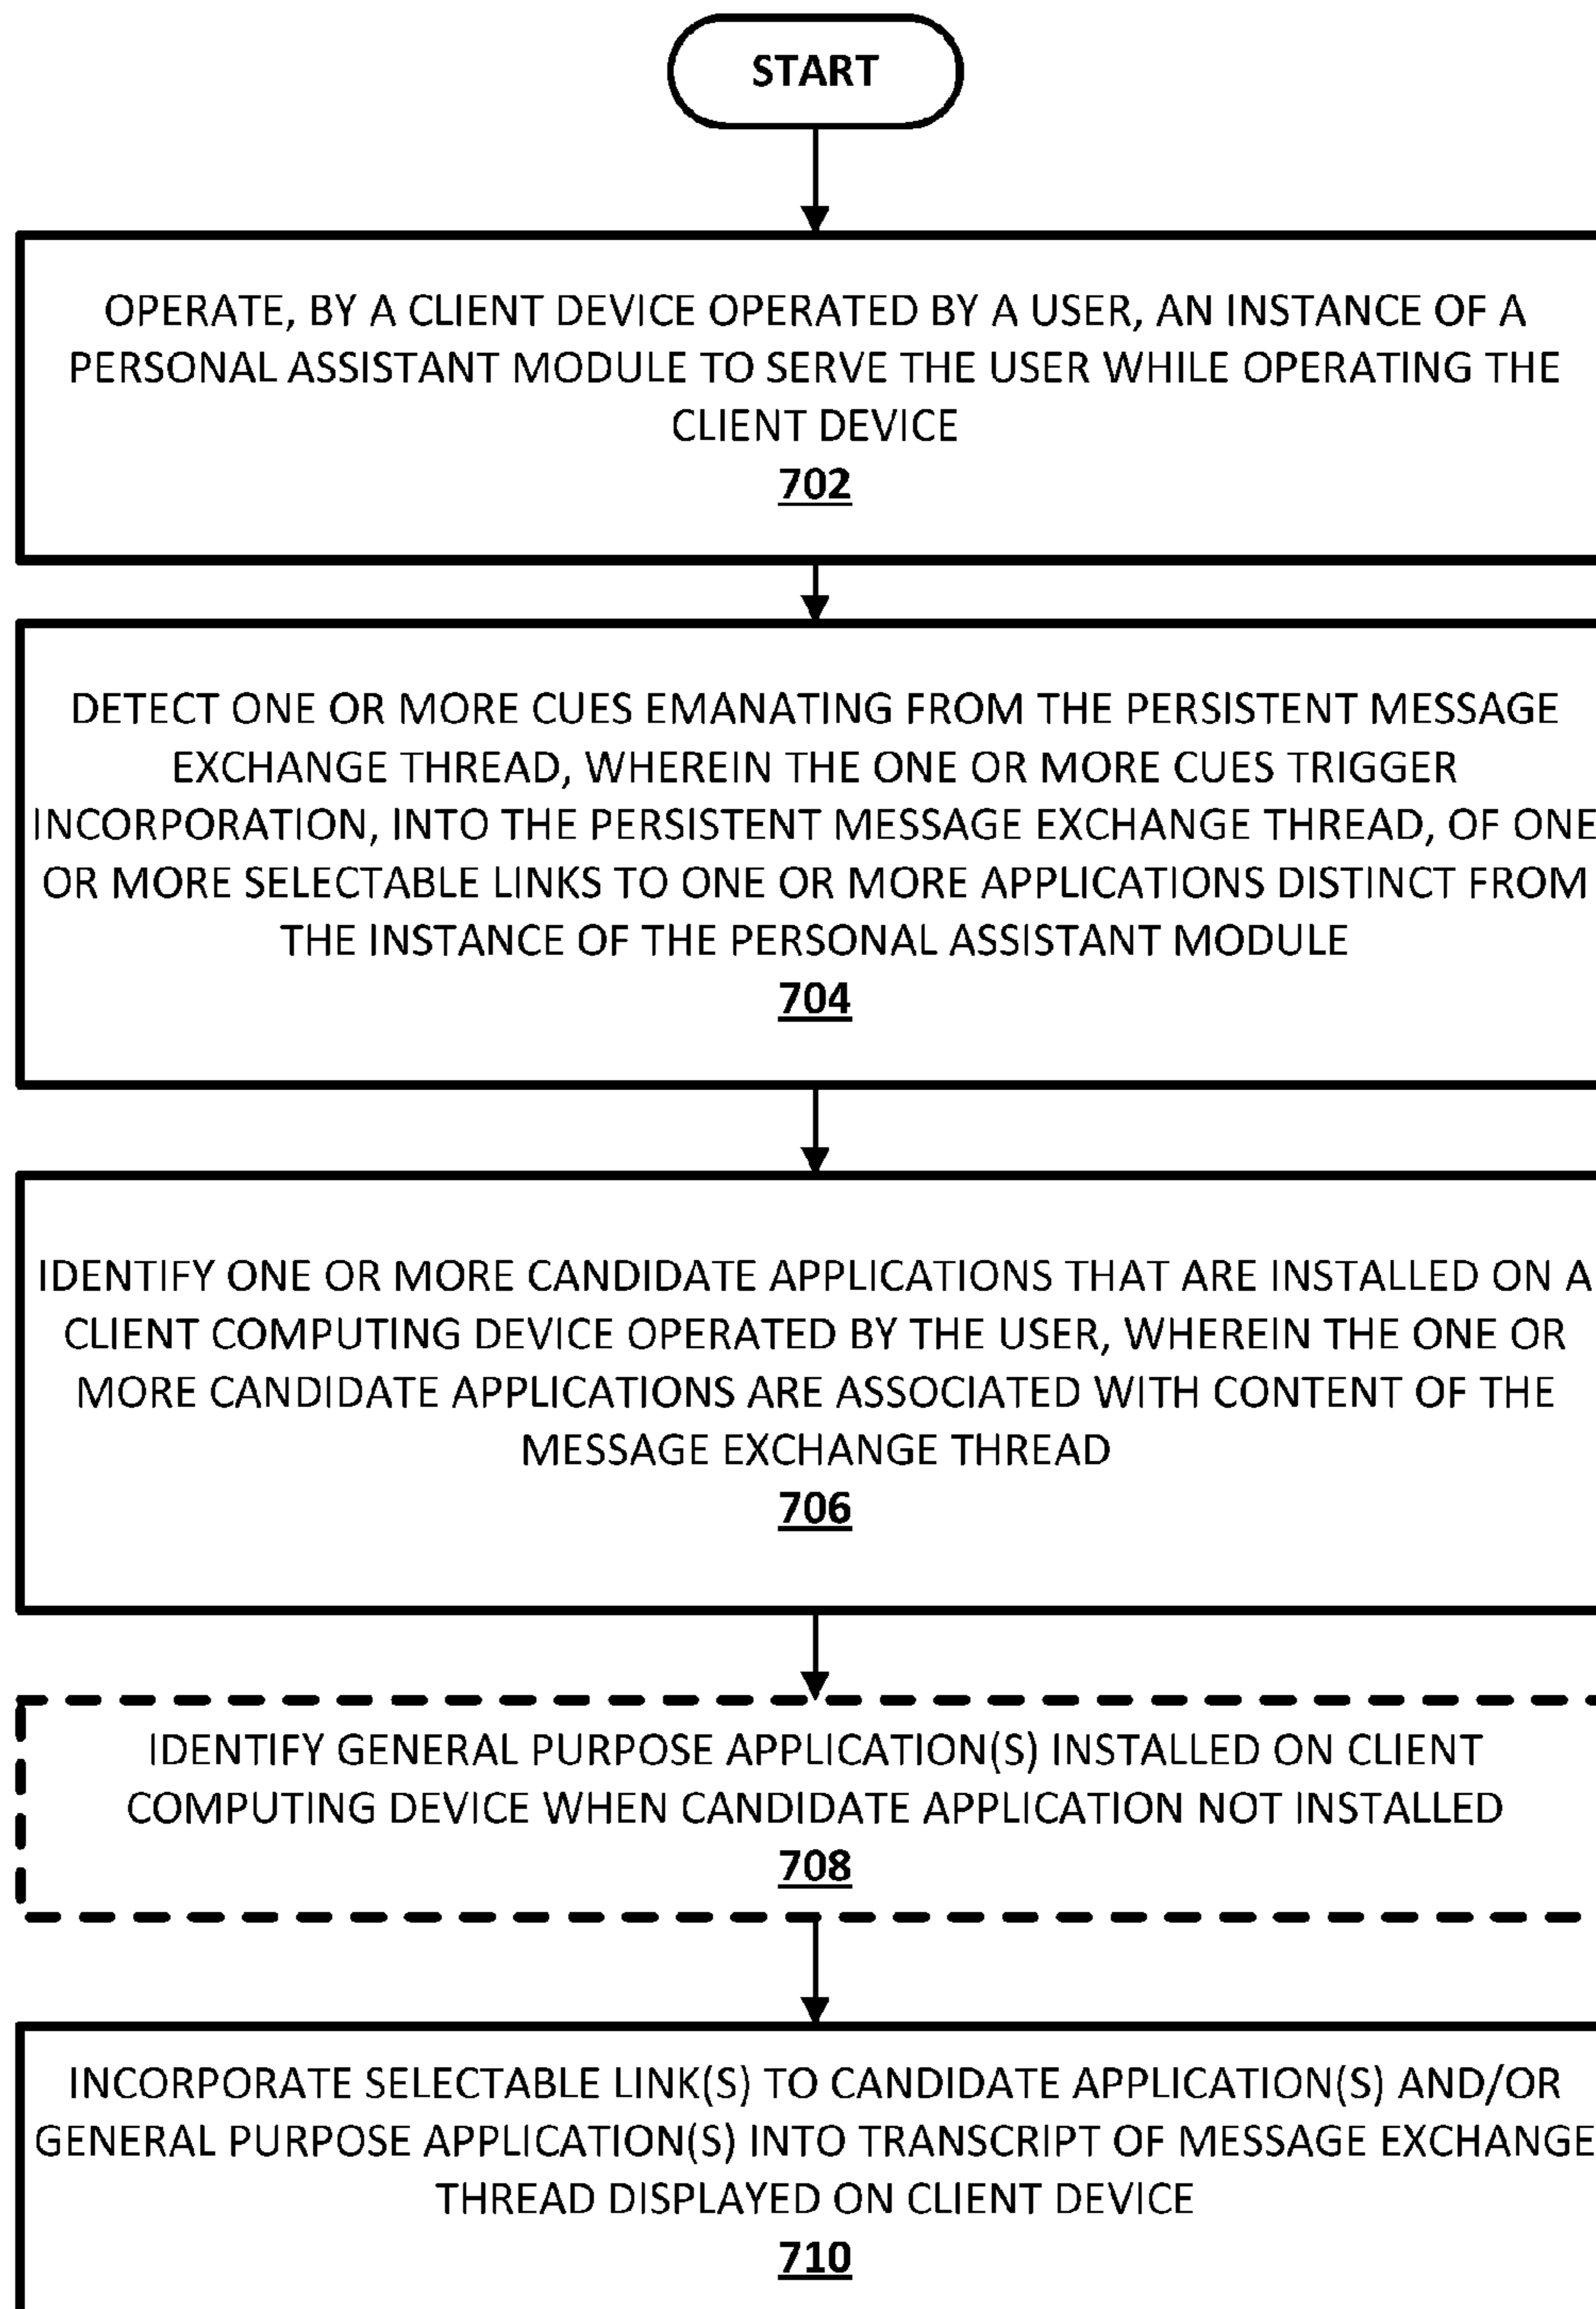 START
OPERATE, BY A CLIENT DEVICE OPERATED BY A USER, AN INSTANCE OF A
PERSONAL ASSISTANT MODULE TO SERVE THE USER WHILE OPERATING THE
CLIENT DEVICE
702
DETECT ONE OR MORE CUES EMANATING FROM THE PERSISTENT MESSAGE
EXCHANGE THREAD, WHEREIN THE ONE OR MORE CUES TRIGGER
INCORPORATION, INTO THE PERSISTENT MESSAGE EXCHANGE THREAD, OF ONE
OR MORE SELECTABLE LINKS TO ONE OR MORE APPLICATIONS DISTINCT FROM
THE INSTANCE OF THE PERSONAL ASSISTANT MODULE
704
IDENTIFY ONE OR MORE CANDIDATE APPLICATIONS THAT ARE INSTALLED ON A
CLIENT COMPUTING DEVICE OPERATED BY THE USER, WHEREIN THE ONE OR
MORE CANDIDATE APPLICATIONS ARE ASSOCIATED WITH CONTENT OF THE
MESSAGE EXCHANGE THREAD
706
IDENTIFY GENERAL PURPOSE APPLICATION(S) INSTALLED ON CLIENT
COMPUTING DEVICE WHEN CANDIDATE APPLICATION NOT INSTALLED
708
INCORPORATE SELECTABLE LINK(S) TO CANDIDATE APPLICATION(S) AND/OR
GENERAL PURPOSE APPLICATION(S) INTO TRANSCRIPT OF MESSAGE EXCHANGE
THREAD DISPLAYED ON CLIENT DEVICE
710